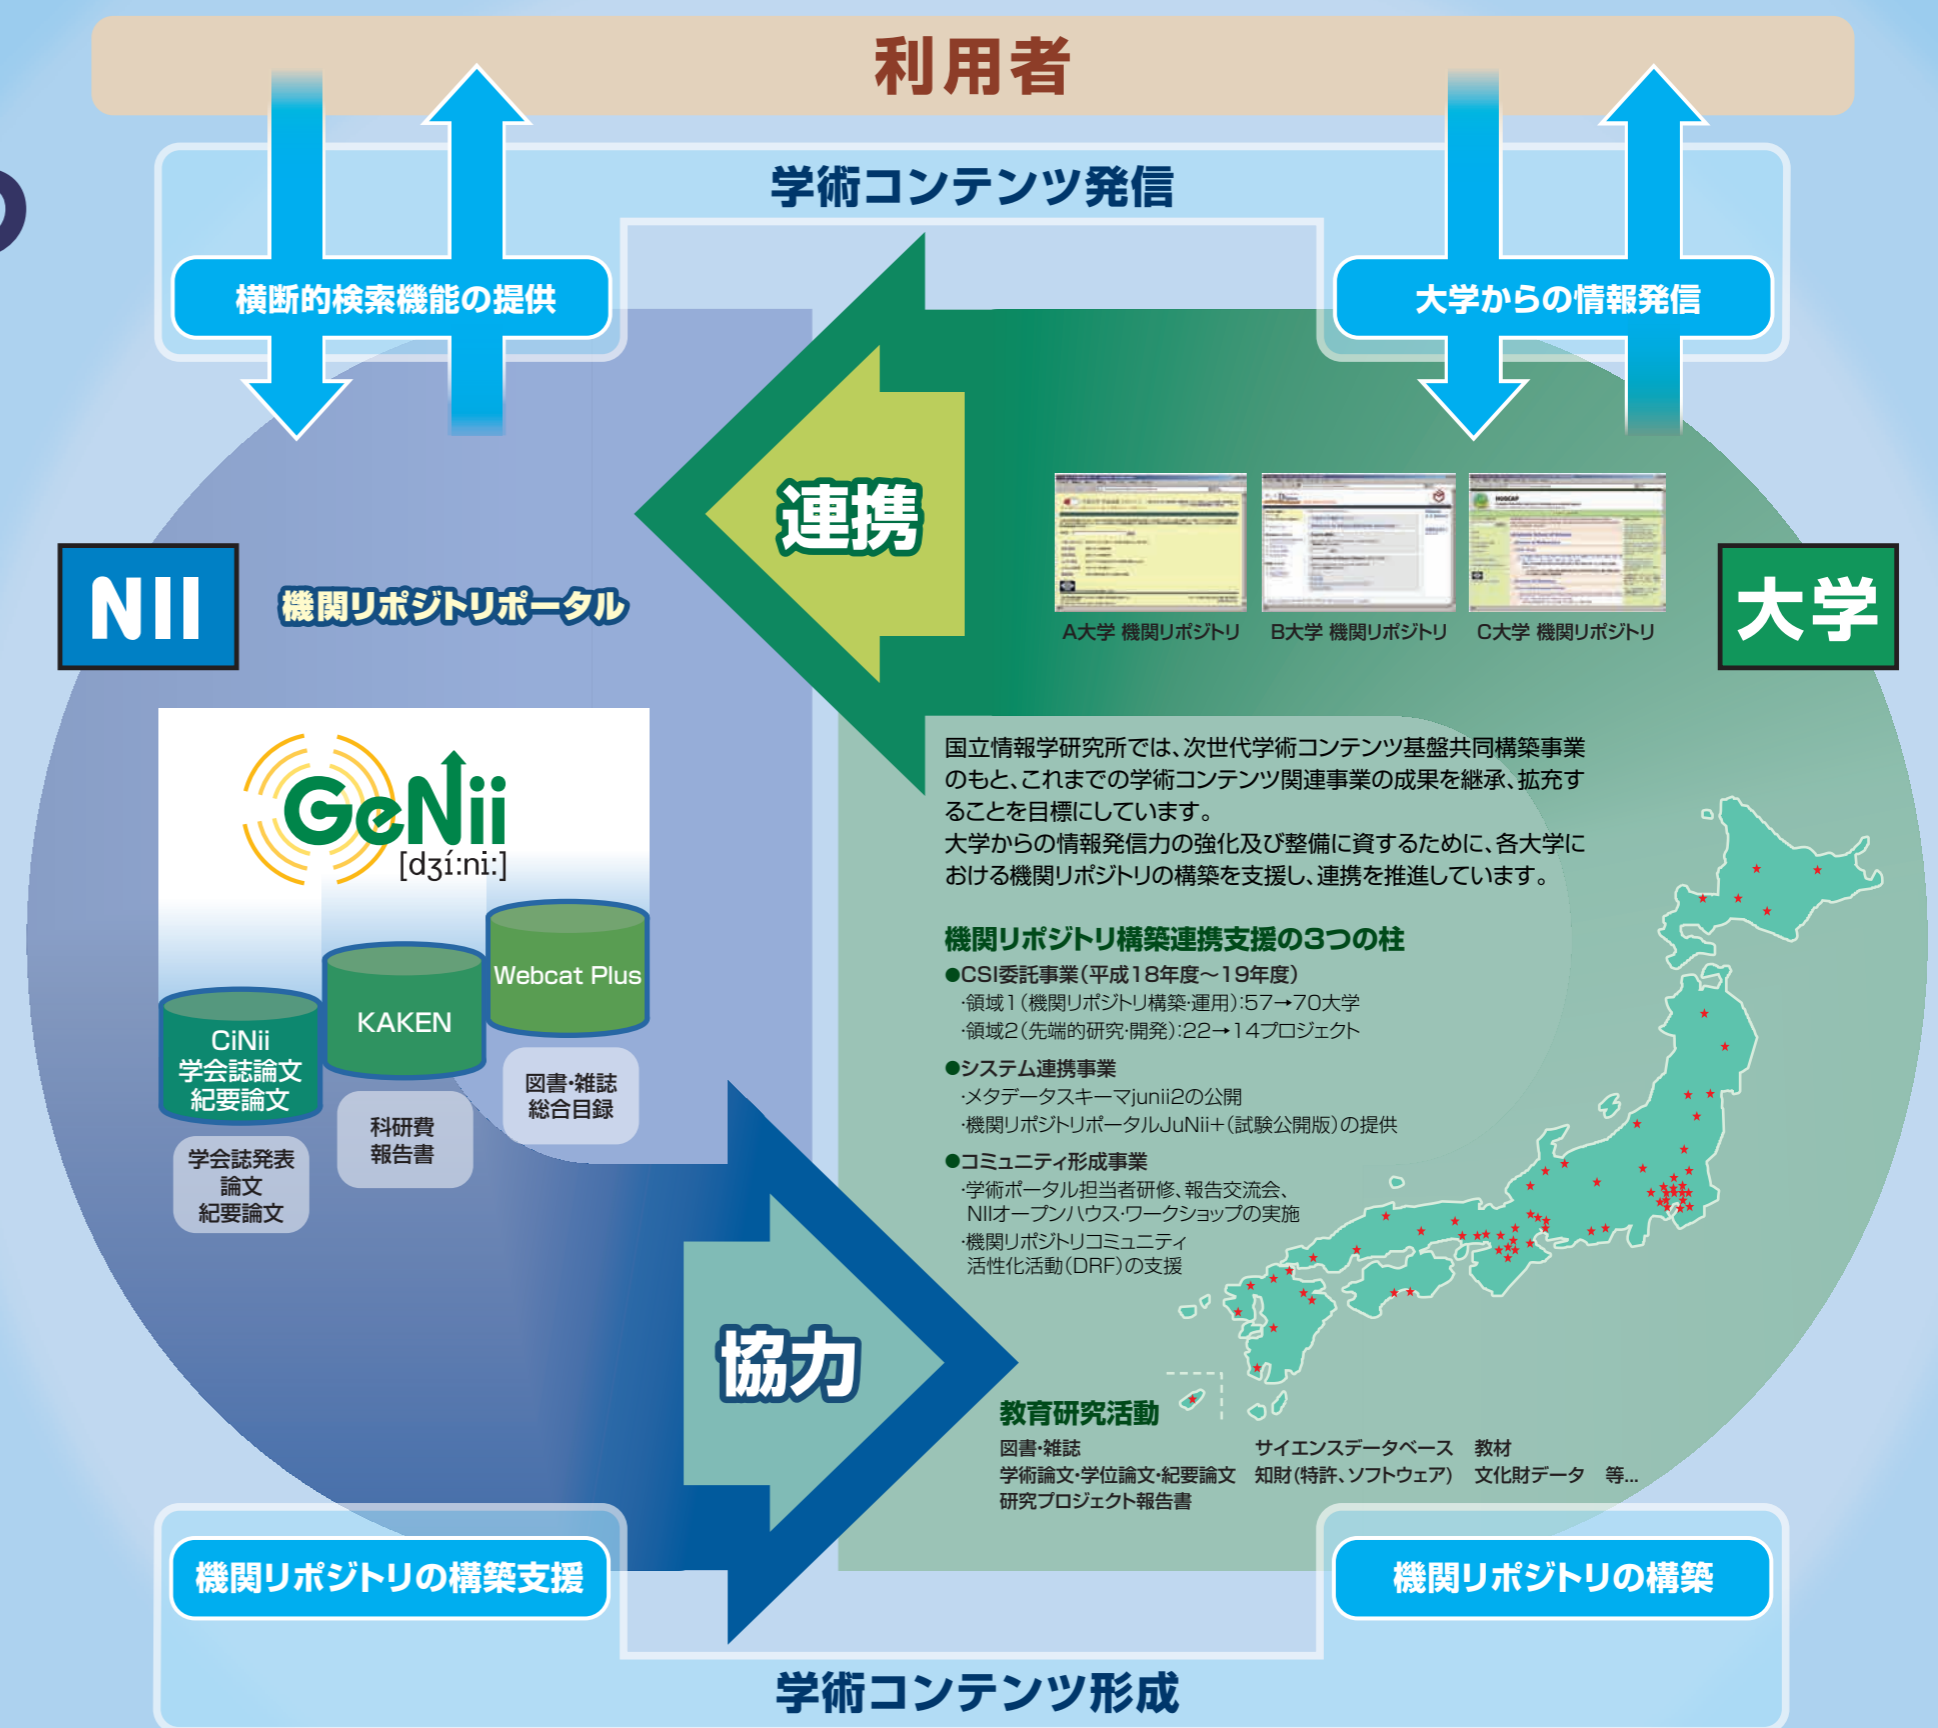 利用者
学術コンテンツ発信
横断的検索機能の提供
大学からの情報発信
連携
NII
機関リポジトリポータル
A大学 機関リポジトリ
B大学 機関リポジトリ
C大学 機関リポジトリ
大学
GeNii
[dʒíːniː]
CiNii
学会誌論文
紀要論文
KAKEN
Webcat Plus
学会誌発表
論文
紀要論文
科研費
報告書
図書・雑誌
総合目録
国立情報学研究所では、次世代学術コンテンツ基盤共同構築事業
のもと、これまでの学術コンテンツ関連事業の成果を継承、拡充す
ることを目標にしています。
大学からの情報発信力の強化及び整備に資するために、各大学に
おける機関リポジトリの構築を支援し、連携を推進しています。
機関リポジトリ構築連携支援の3つの柱
●CSI委託事業(平成18年度～19年度)
・領域1(機関リポジトリ構築・運用):57→70大学
・領域2(先端的研究・開発):22→14プロジェクト
●システム連携事業
・メタデータスキーマjunii2の公開
・機関リポジトリポータルJuNii+(試験公開版)の提供
●コミュニティ形成事業
・学術ポータル担当者研修、報告交流会、
NIIオープンハウス・ワークショップの実施
・機関リポジトリコミュニティ
活性化活動(DRF)の支援
協力
教育研究活動
図書・雑誌
学術論文・学位論文・紀要論文
研究プロジェクト報告書
サイエンスデータベース
知財(特許、ソフトウェア)
教材
文化財データ 等...
機関リポジトリの構築支援
機関リポジトリの構築
学術コンテンツ形成